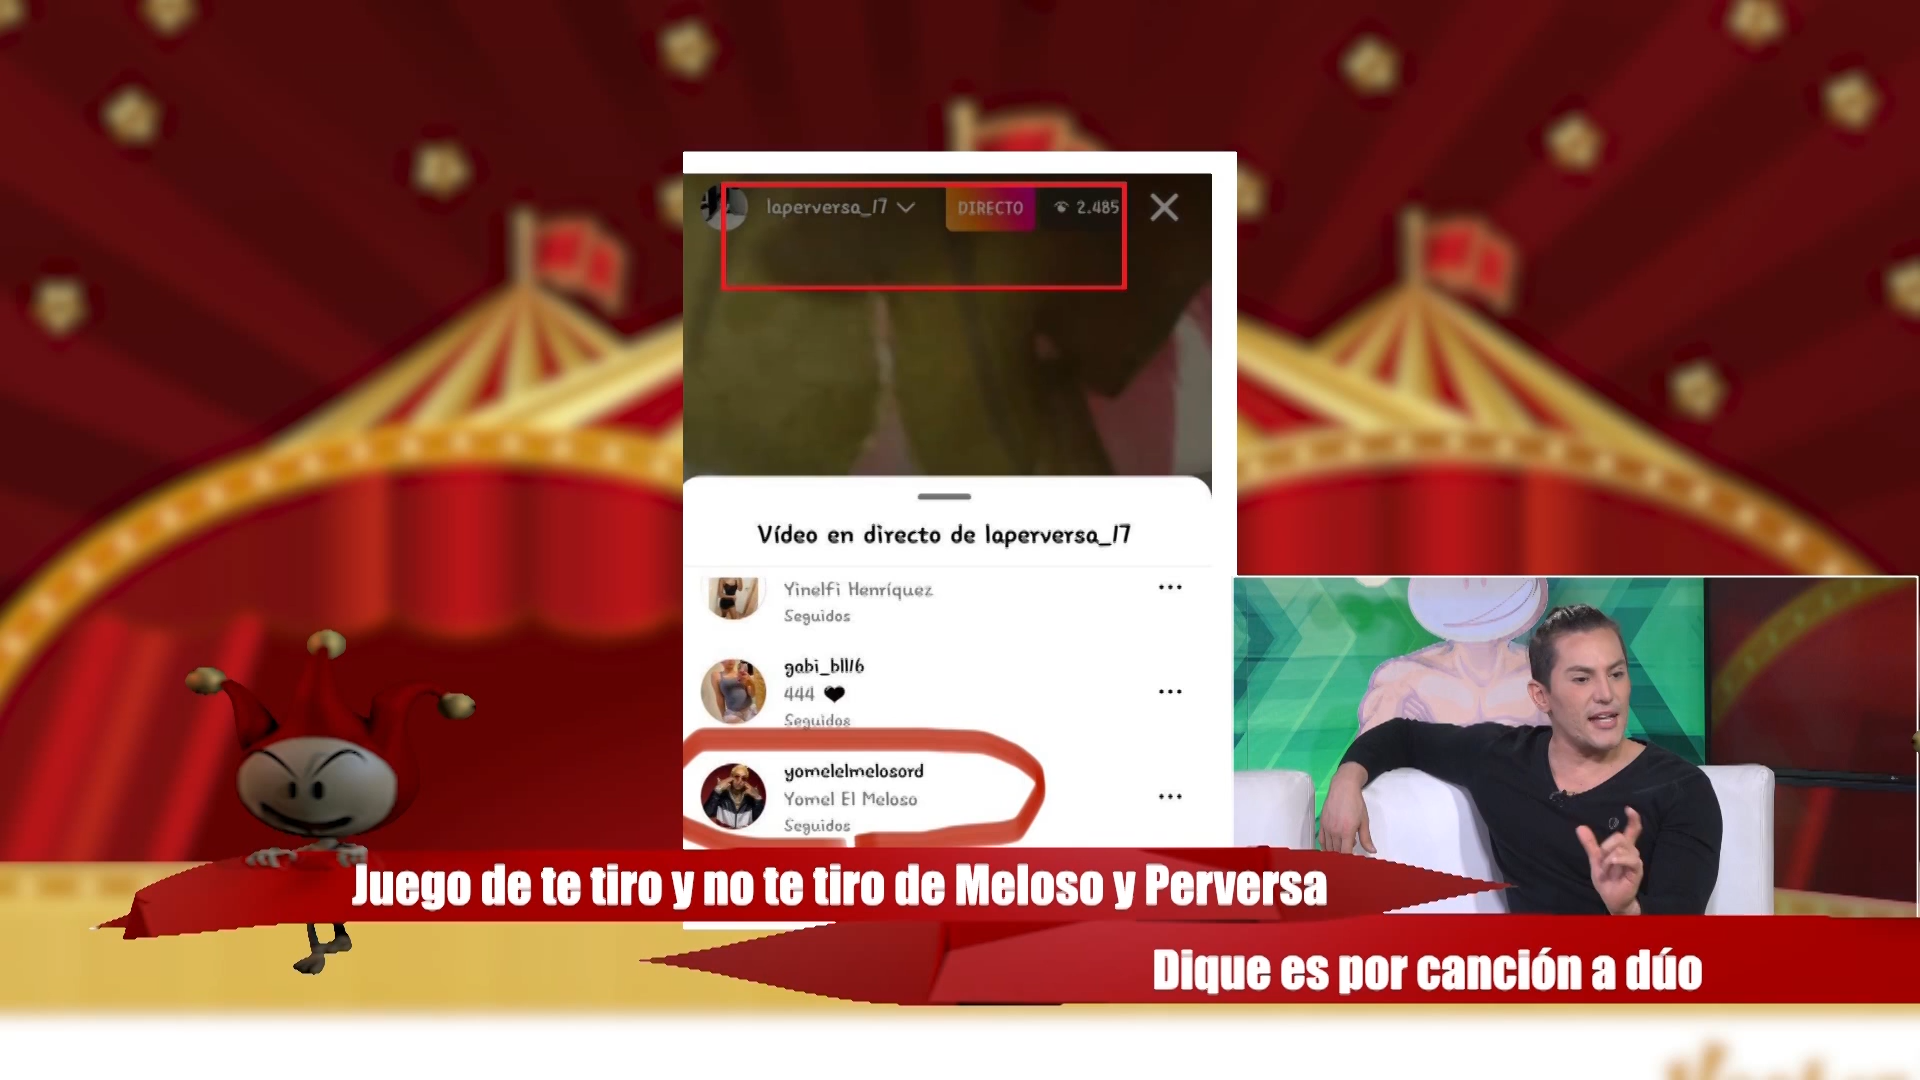 laperversa_17
DIRECTO
2.485
Vídeo en directo de laperversa_17
Yinelfi Henríquez
Seguidos
gabi_bll16
444 🖤
Seguidos
yomelelmelosord
Yomel El Meloso
Seguidos
Juego de te tiro y no te tiro de Meloso y Perversa
Dique es por canción a dúo